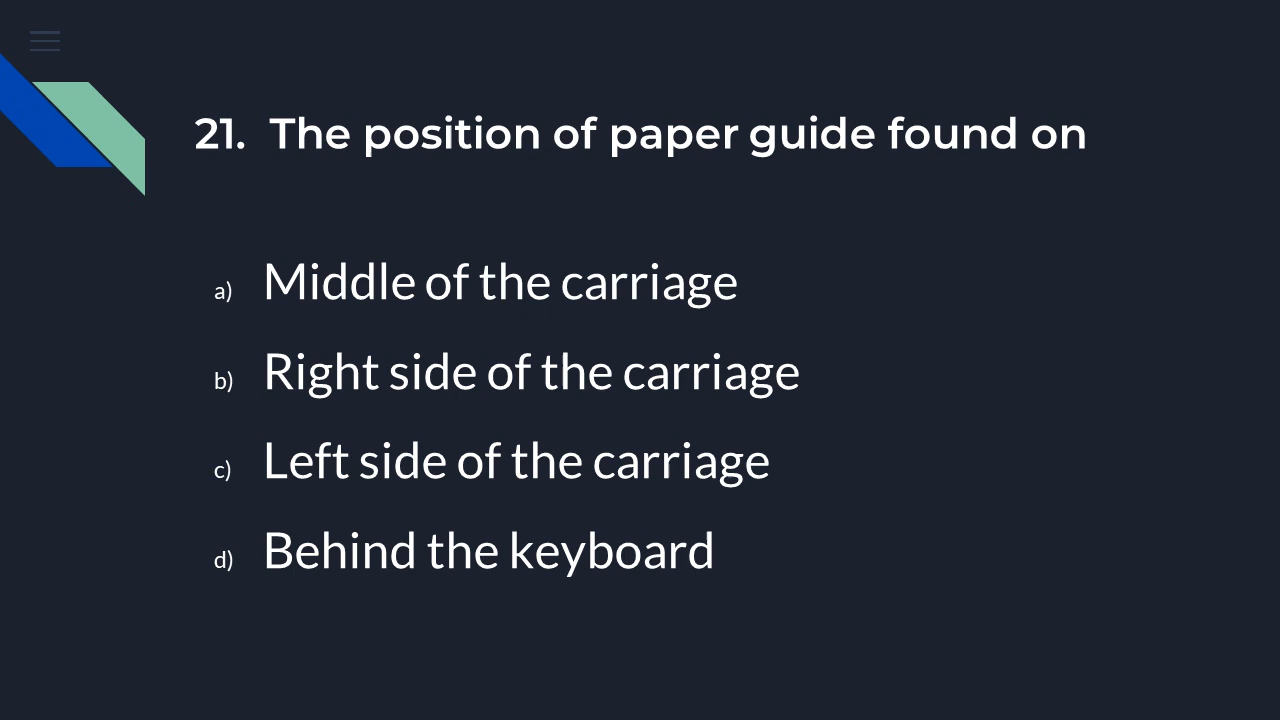 21. The position of paper guide found on
a) Middle of the carriage
b) Right side of the carriage
c) Left side of the carriage
d) Behind the keyboard